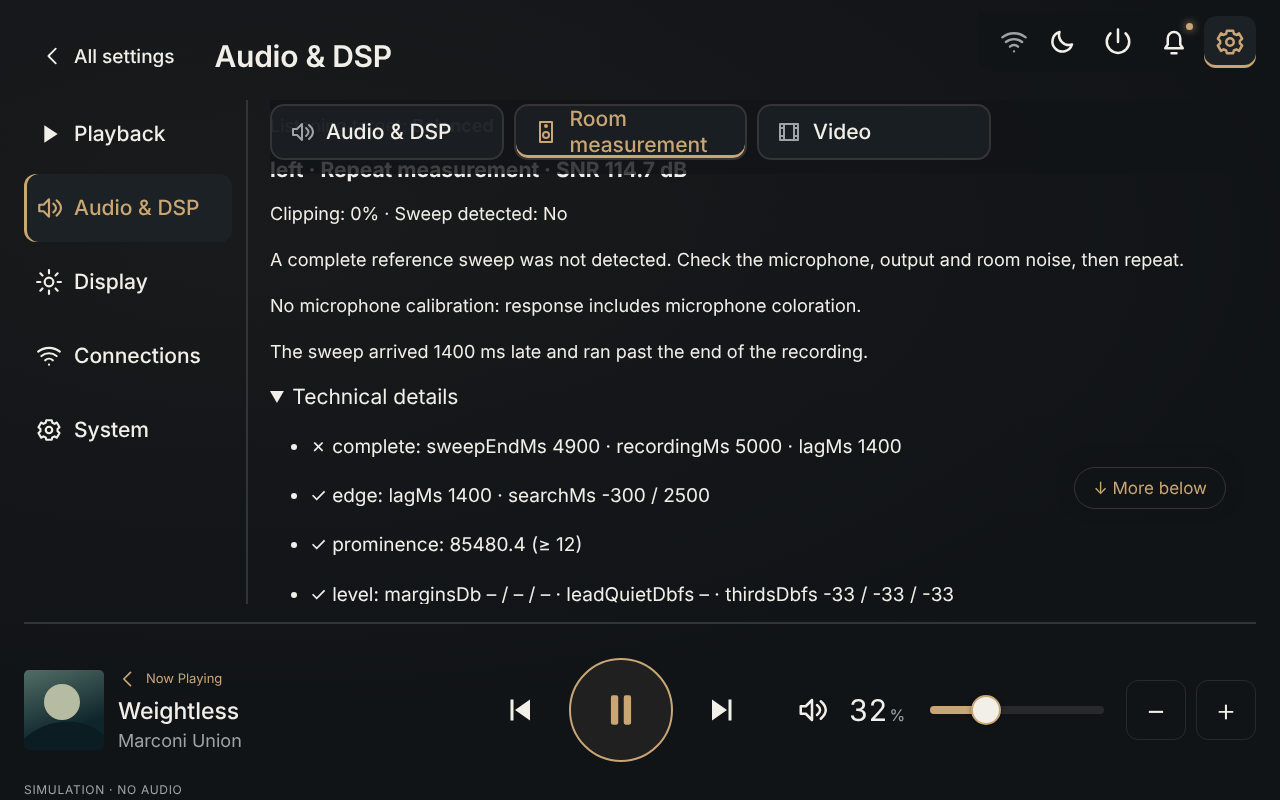 All settings
Audio & DSP
Playback
Audio & DSP
Display
Connections
System
Audio & DSP
Room
measurement
Video
left · Repeat measurement · SNR 114.7 dB
Clipping: 0% · Sweep detected: No
A complete reference sweep was not detected. Check the microphone, output and room noise, then repeat.
No microphone calibration: response includes microphone coloration.
The sweep arrived 1400 ms late and ran past the end of the recording.
▼ Technical details
• ✕ complete: sweepEndMs 4900 · recordingMs 5000 · lagMs 1400
• ✓ edge: lagMs 1400 · searchMs -300 / 2500
• ✓ prominence: 85480.4 (≥ 12)
• ✓ level: marginsDb – / – / – · leadQuietDbfs – · thirdsDbfs -33 / -33 / -33
↓ More below
Now Playing
Weightless
Marconi Union
32%
SIMULATION · NO AUDIO